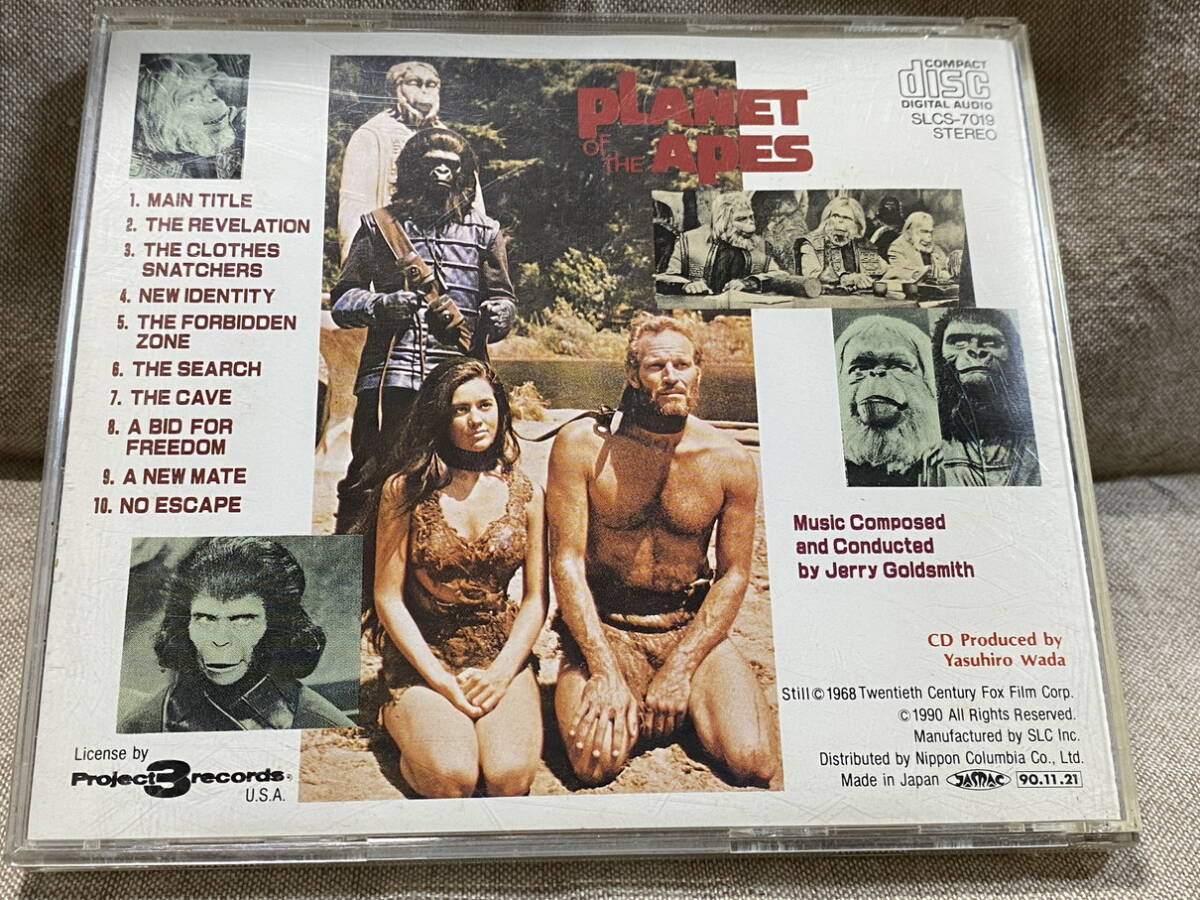 PLANET
OF
THE APES
COMPACT
disc
DIGITAL AUDIO
SLCS-7019
STEREO
1. MAIN TITLE
2. THE REVELATION
3. THE CLOTHES
SNATCHERS
4. NEW IDENTITY
5. THE FORBIDDEN
ZONE
6. THE SEARCH
7. THE CAVE
8. A BID FOR
FREEDOM
9. A NEW MATE
10. NO ESCAPE
Music Composed
and Conducted
by Jerry Goldsmith
CD Produced by
Yasuhiro Wada
Still © 1968 Twentieth Century Fox Film Corp.
© 1990 All Rights Reserved.
Manufactured by SLC Inc.
Distributed by Nippon Columbia Co., Ltd.
Made in Japan JASRAC 90.11.21
License by
Project 3 records®
U.S.A.